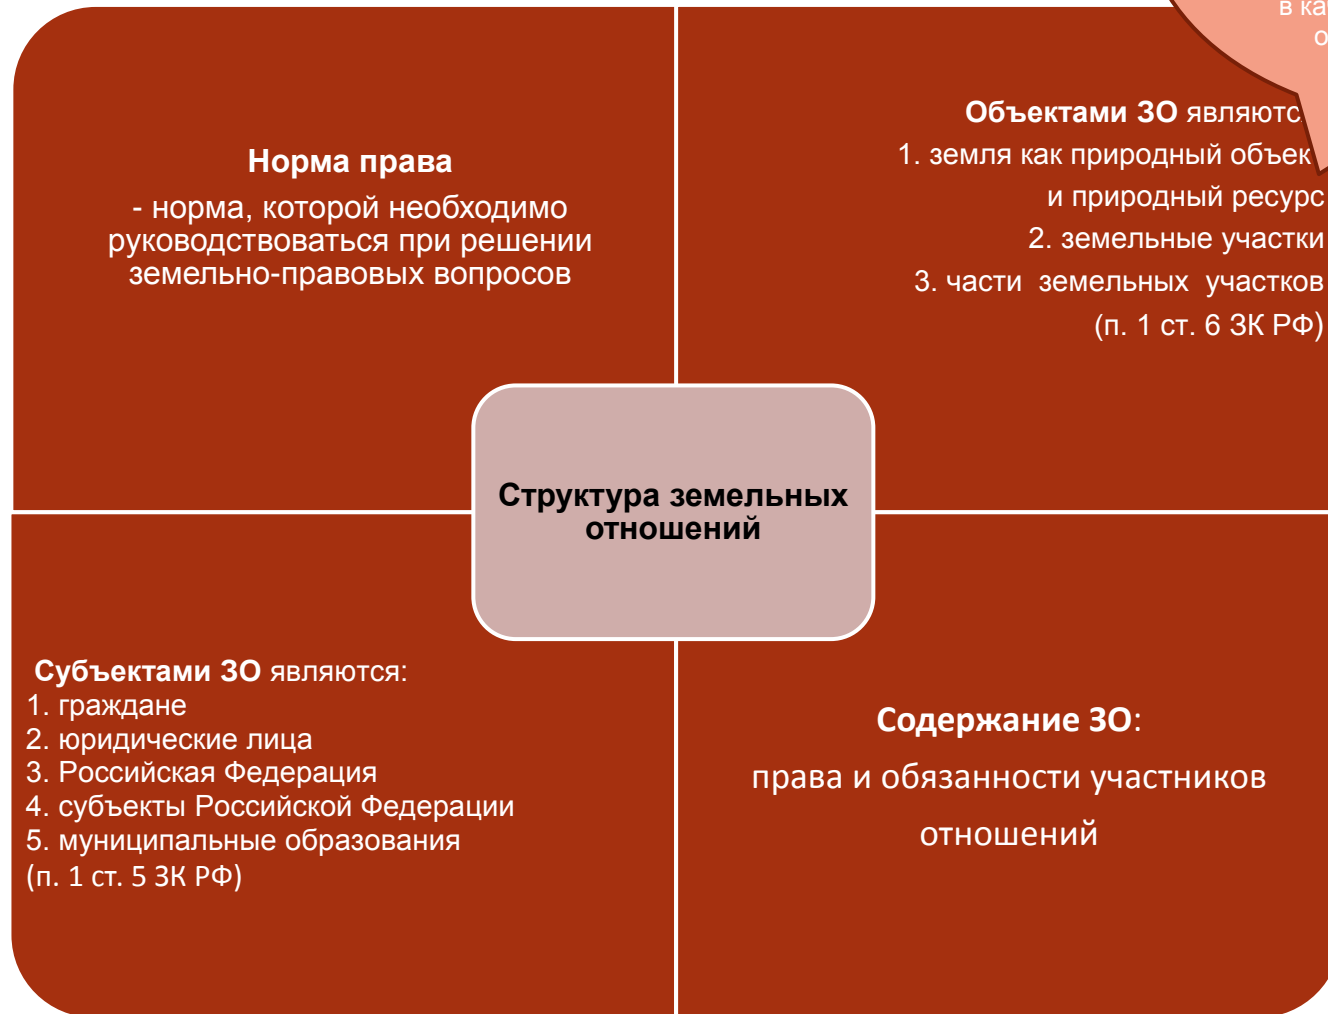 Норма права
- норма, которой необходимо
руководствоваться при решении
земельно-правовых вопросов
Объектами ЗО
1. земля как природный
и природный ресурс
2. земельные участки
3. части земельных участков
(п. 1 ст. 6 ЗК РФ)
Структура земельных
отношений
Субъектами ЗО являются:
1. граждане
2. юридические лица
3. Российская Федерация
4. субъекты Российской Федерации
5. муниципальные образования
(п. 1 ст. 5 ЗК РФ)
Содержание ЗО:
права и обязанности участников
отношений